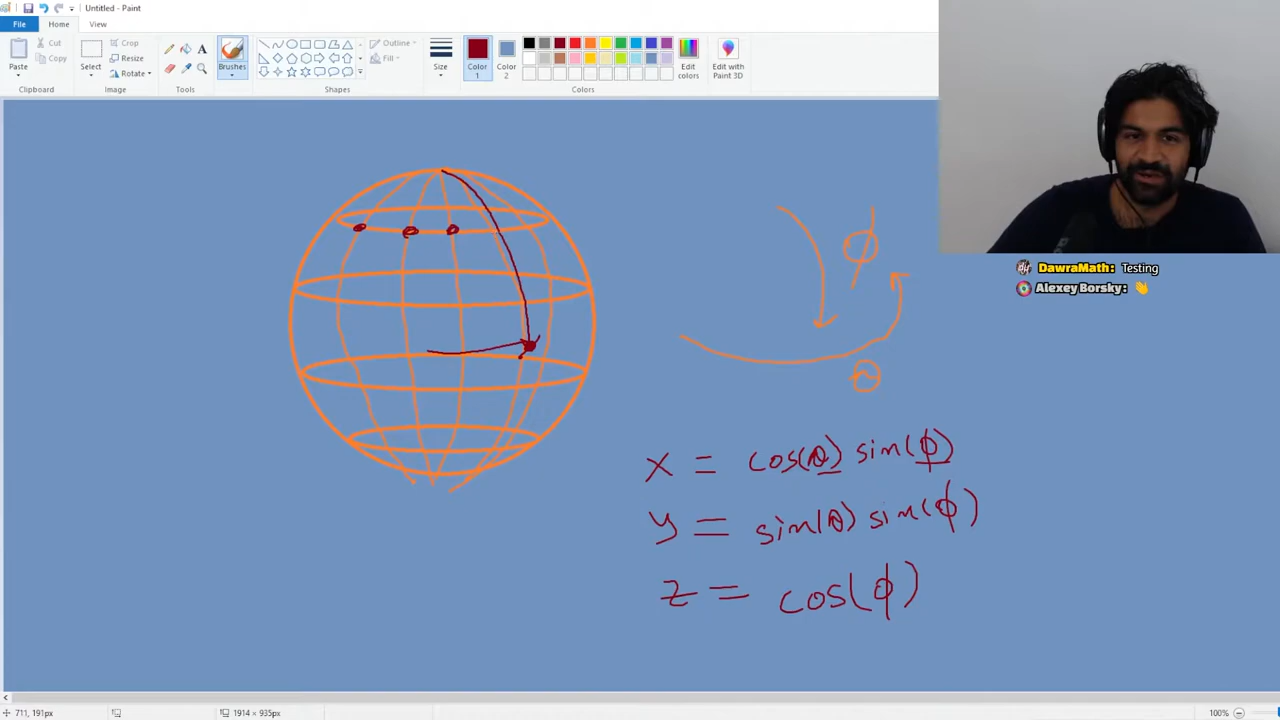 Untitled - Paint
File Home View
Paste
Cut
Copy
Clipboard
Select
Crop
Resize
Rotate
Image
Tools
Brushes
Shapes
Outline
Fill
Size
Color 1
Color 2
Edit colors
Colors
Edit with Paint 3D
DawraMath: Testing
Alexey Borsky: 👋
ϕ
θ
x = cos(θ) sin(ϕ)
y = sin(θ) sin(ϕ)
z = cos(ϕ)
711, 191px
1914 × 935px
100%